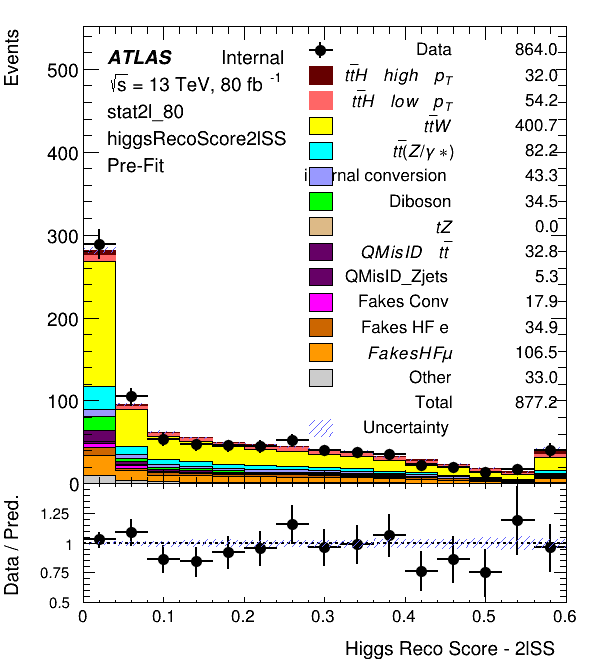 Events
500
400
300
200
100
0
ATLAS Internal
√s = 13 TeV, 80 fb⁻¹
stat2l_80
higgsRecoScore2lSS
Pre-Fit
Data 864.0
tt̄H high p_T 32.0
tt̄H low p_T 54.2
tt̄W 400.7
tt̄(Z/γ*) 82.2
internal conversion 43.3
Diboson 34.5
tZ 0.0
QMisID tt̄ 32.8
QMisID_Zjets 5.3
Fakes Conv 17.9
Fakes HF e 34.9
FakesHFμ 106.5
Other 33.0
Total 877.2
Uncertainty
Data / Pred.
1.25
1
0.75
0.5
0 0.1 0.2 0.3 0.4 0.5 0.6
Higgs Reco Score - 2lSS